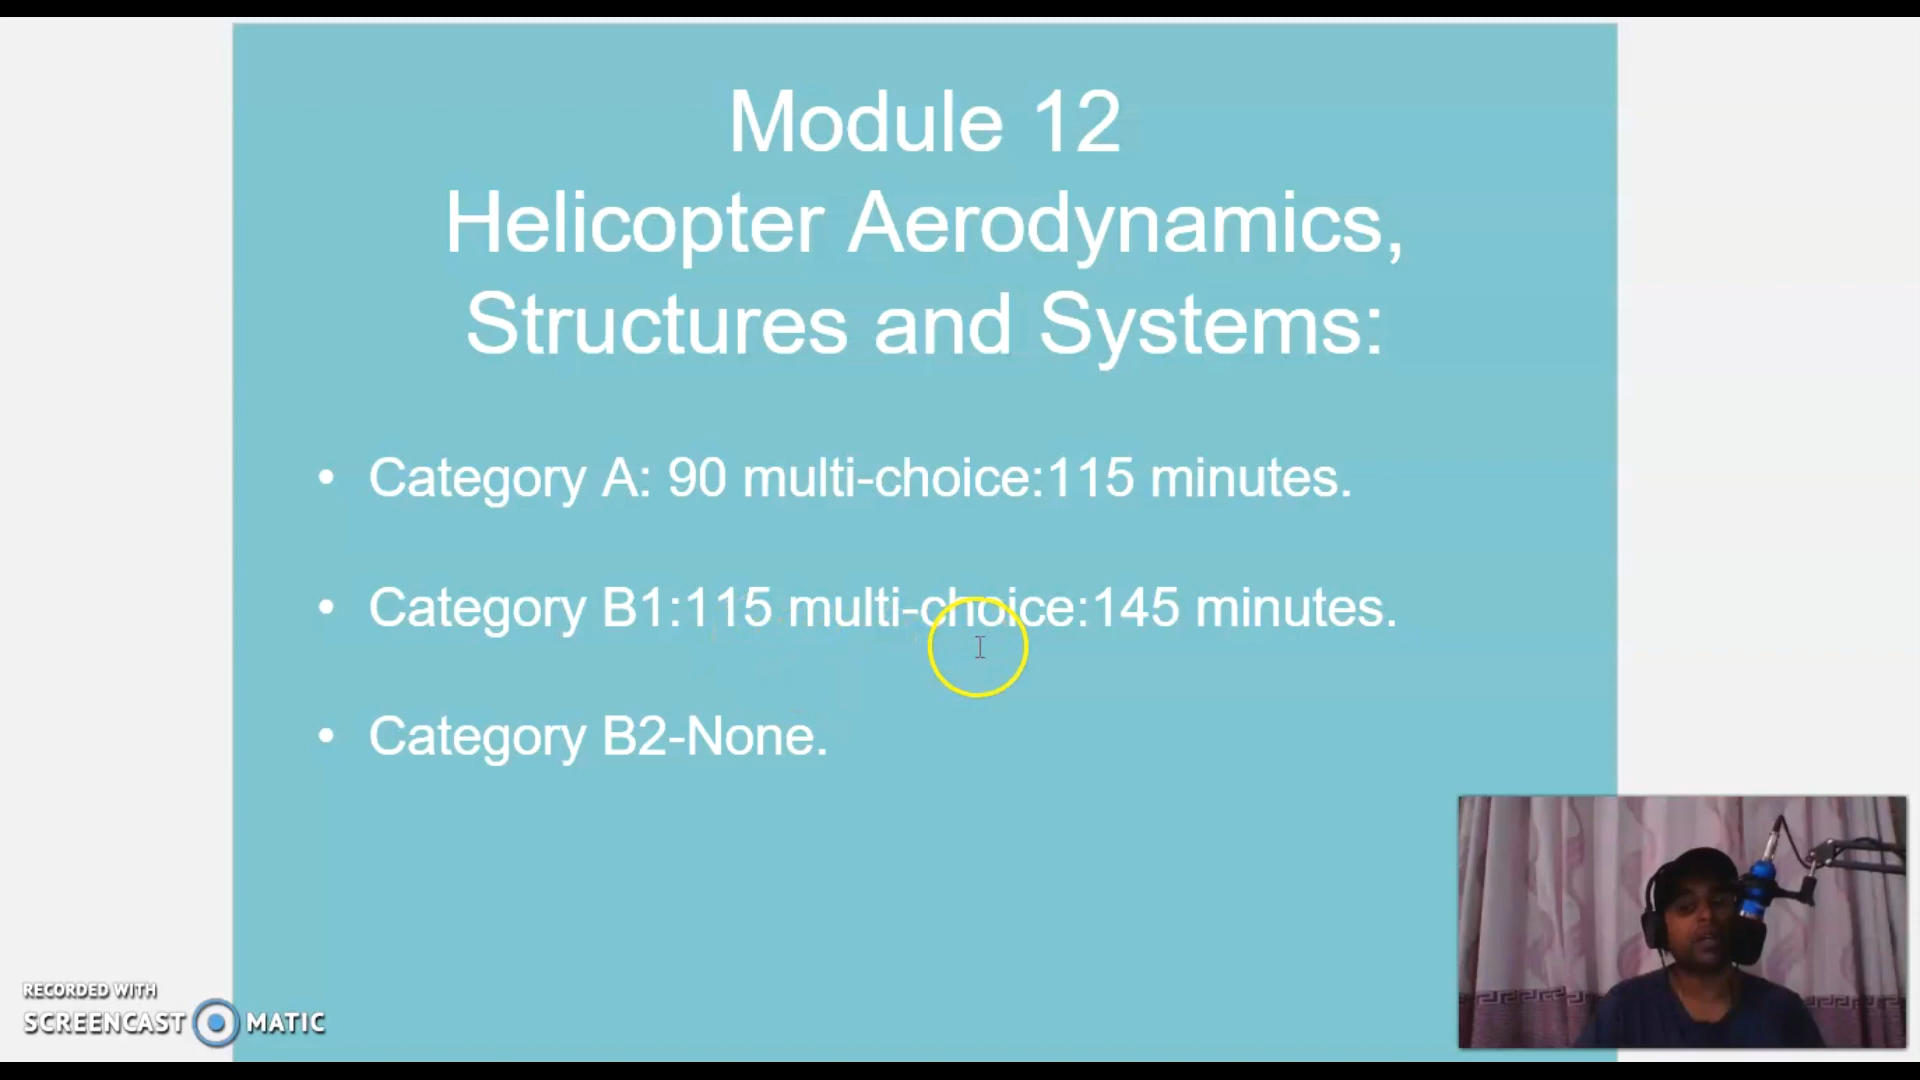 Module 12
Helicopter Aerodynamics,
Structures and Systems:
• Category A: 90 multi-choice:115 minutes.
• Category B1:115 multi-choice:145 minutes.
• Category B2-None.
RECORDED WITH
SCREENCAST MATIC